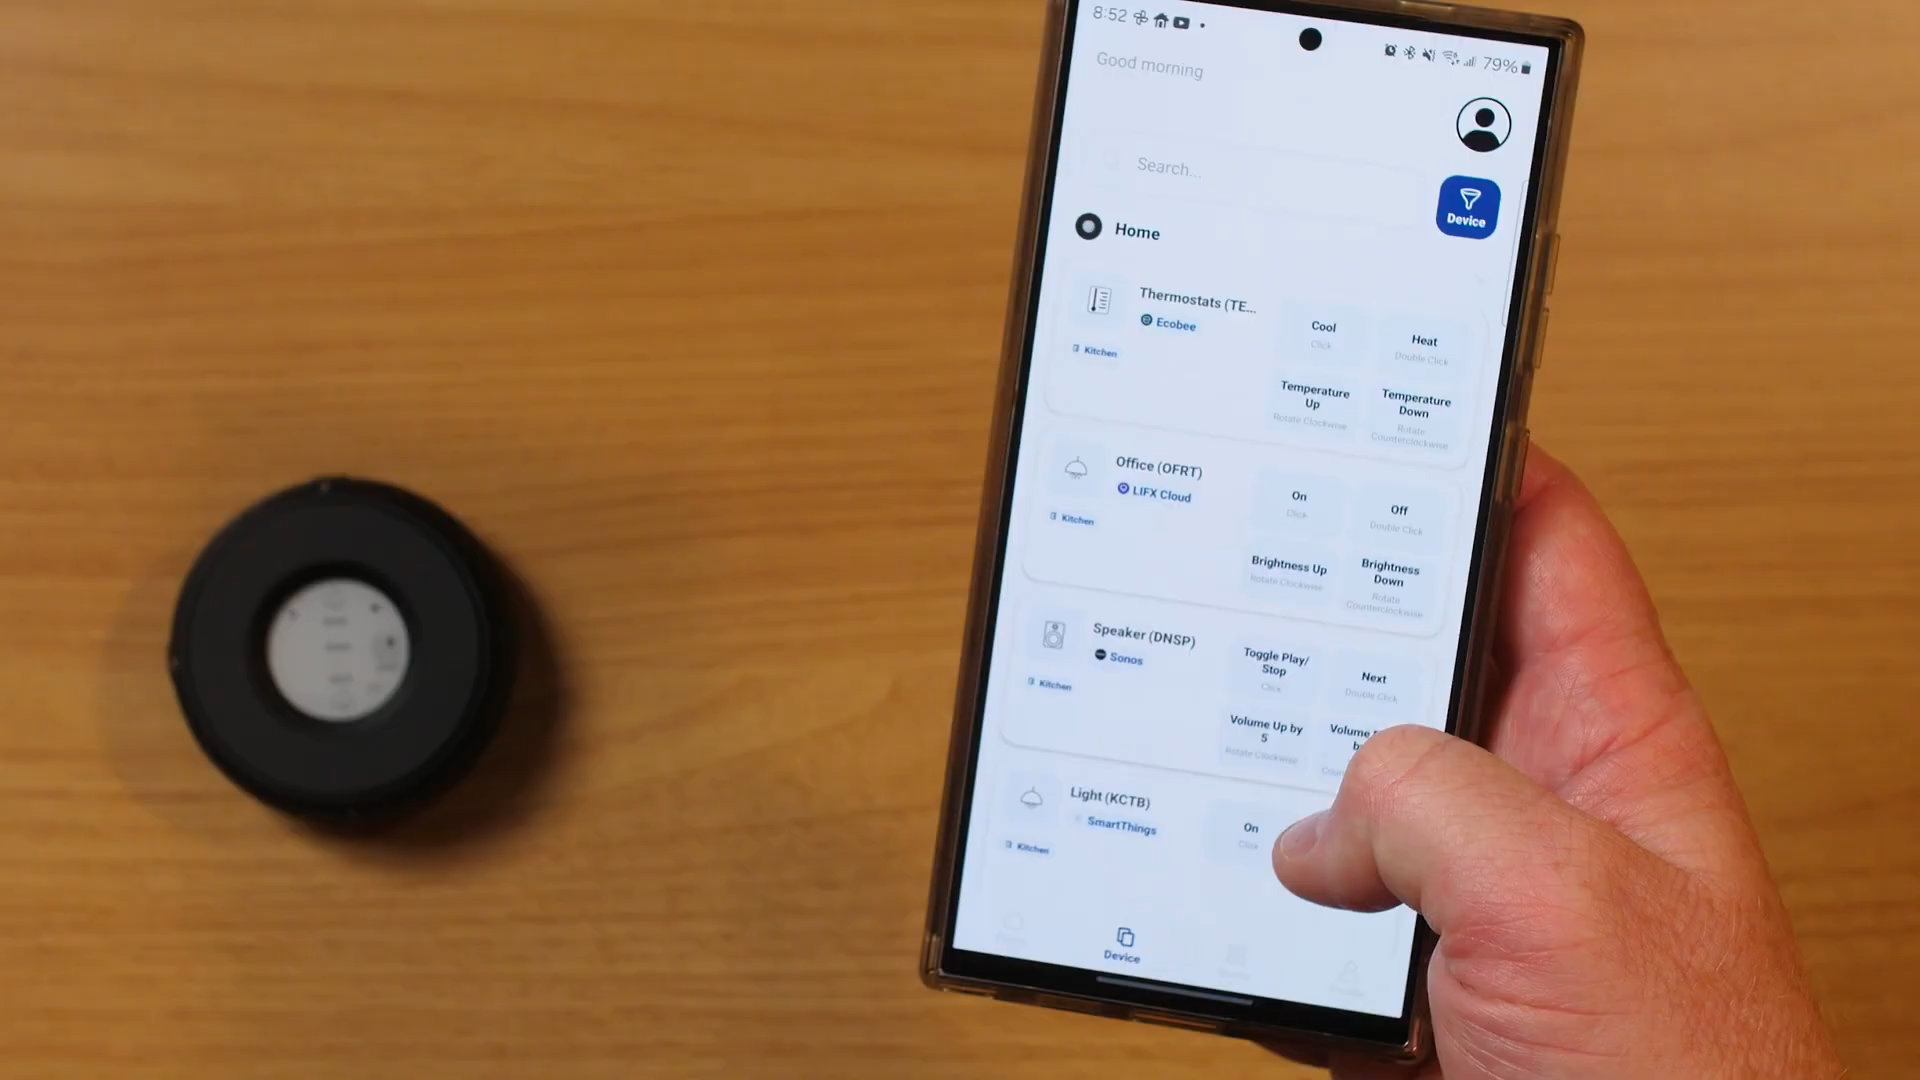 8:52
79%
Good morning
Search...
Device
Home
Thermostats (TE...
Ecobee
Kitchen
Cool
Click
Heat
Double Click
Temperature
Up
Rotate Clockwise
Temperature
Down
Rotate
Counterclockwise
Office (OFRT)
LIFX Cloud
Kitchen
On
Click
Off
Double Click
Brightness Up
Rotate Clockwise
Brightness
Down
Rotate
Counterclockwise
Speaker (DNSP)
Sonos
Kitchen
Toggle Play/
Stop
Click
Next
Double Click
Volume Up by
5
Rotate Clockwise
Volume
Light (KCTB)
SmartThings
Kitchen
On
Click
Device